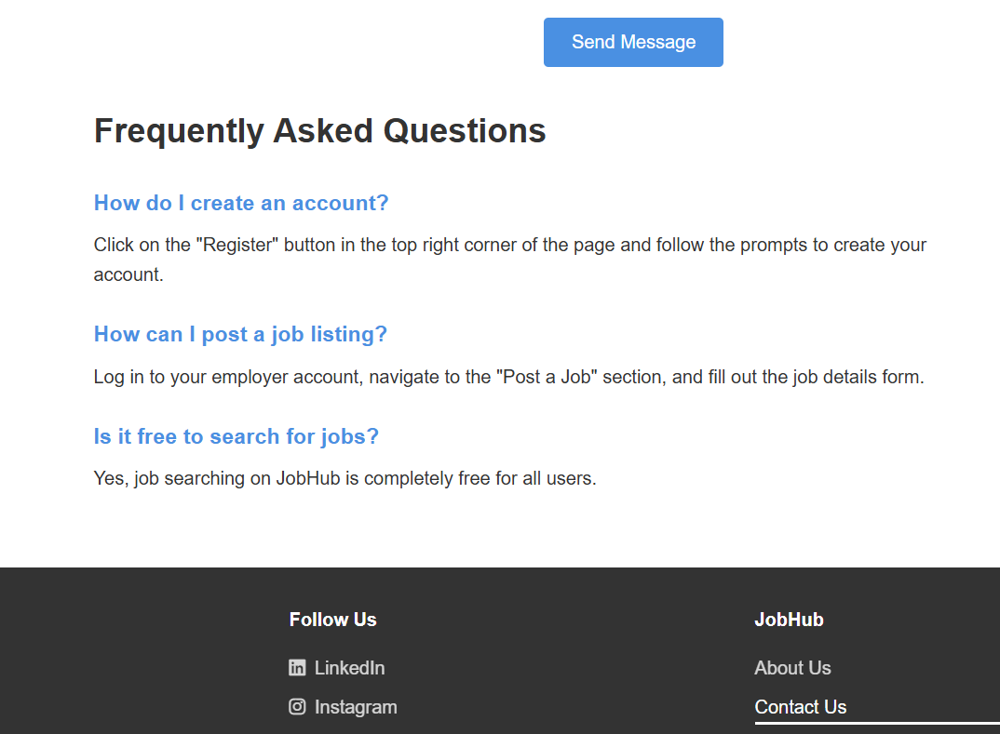 Send Message
Frequently Asked Questions
How do I create an account?
Click on the "Register" button in the top right corner of the page and follow the prompts to create your
account.
How can I post a job listing?
Log in to your employer account, navigate to the "Post a Job" section, and fill out the job details form.
Is it free to search for jobs?
Yes, job searching on JobHub is completely free for all users.
Follow Us
LinkedIn
Instagram
JobHub
About Us
Contact Us